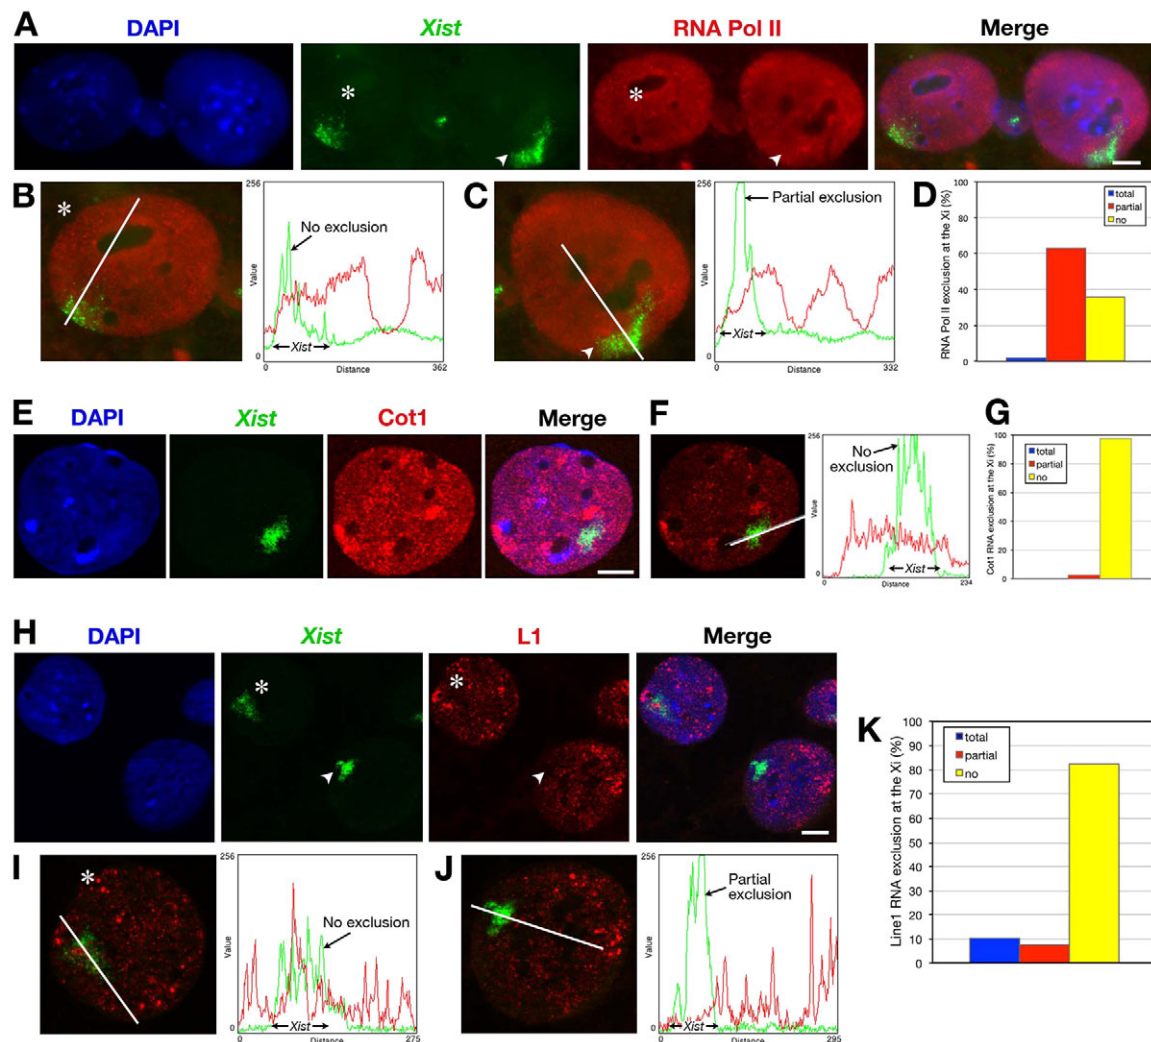 A
DAPI
Xist
RNA Pol II
Merge
*
*
B
*
256
No exclusion
Value
Xist
0
Distance
362
C
256
Partial exclusion
Value
Xist
0
Distance
332
D
RNA Pol II exclusion at the Xi (%)
100
80
60
40
20
0
total
partial
no
E
DAPI
Xist
Cot1
Merge
F
256
No exclusion
Value
Xist
0
Distance
234
G
Cot1 RNA exclusion at the Xi (%)
100
80
60
40
20
0
total
partial
no
H
DAPI
Xist
L1
Merge
*
*
I
*
256
No exclusion
Value
Xist
0
Distance
275
J
256
Partial
exclusion
Value
Xist
0
Distance
295
K
Line1 RNA exclusion at the Xi (%)
100
90
80
70
60
50
40
30
20
10
0
total
partial
no